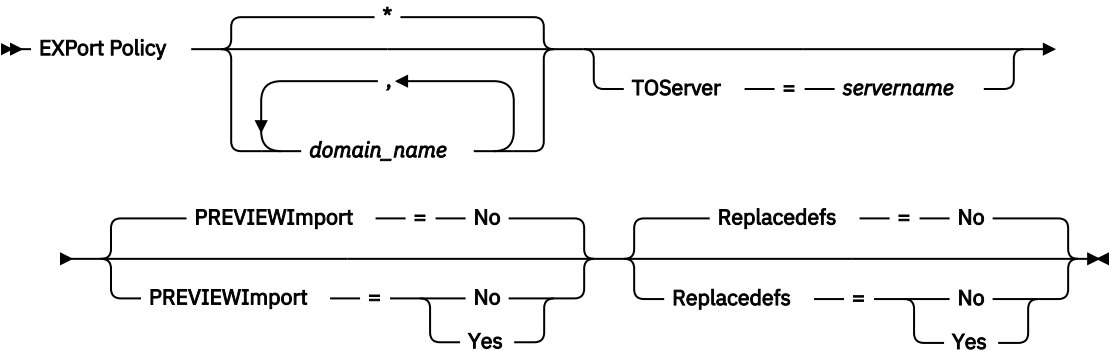 *
EXPort Policy
,
TOServer = servername
domain_name
PREVIEWImport = No Replacedefs = No
PREVIEWImport = No Replacedefs = No
Yes Yes